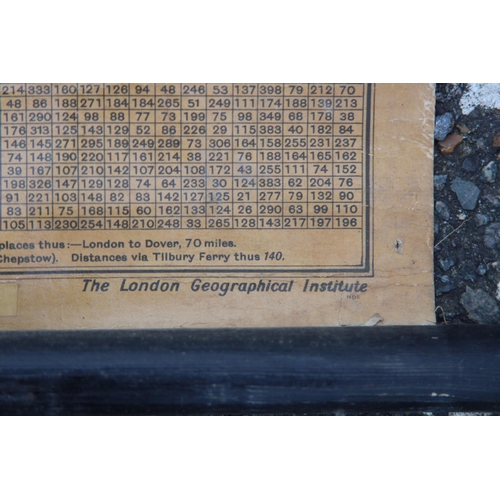 214 333 160 127 126 94 48 246 53 137 398 79 212 70
48 86 188 271 184 184 265 51 249 111 174 188 139 213
161 290 124 98 88 77 73 199 75 98 349 68 178 38
176 313 125 143 129 52 86 226 29 115 383 40 182 84
146 145 271 295 189 249 289 73 306 164 158 255 231 237
74 148 190 220 117 161 214 38 221 76 188 164 165 162
39 167 107 210 142 107 204 108 172 43 255 111 74 152
198 326 147 129 128 74 64 233 30 124 383 62 204 76
91 221 103 148 82 83 142 127 125 21 277 79 132 90
83 211 75 168 115 60 162 133 124 26 290 63 99 110
105 113 230 254 148 210 248 33 265 128 143 197 197 196
places thus:—London to Dover, 70 miles.
Chepstow). Distances via Tilbury Ferry thus 140.
The London Geographical Institute